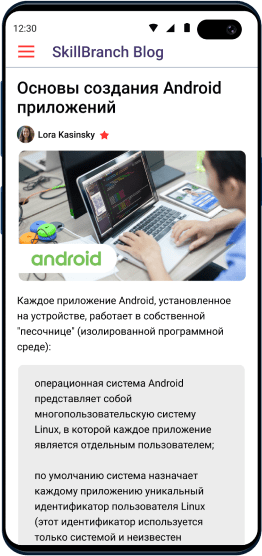 12:30
SkillBranch Blog
Основы создания Android
приложений
Lora Kasinsky
android
Каждое приложение Android, установленное
на устройстве, работает в собственной
"песочнице" (изолированной программной
среде):
операционная система Android
представляет собой
многопользовательскую систему
Linux, в которой каждое приложение
является отдельным пользователем;
по умолчанию система назначает
каждому приложению уникальный
идентификатор пользователя Linux
(этот идентификатор используется
только системой и неизвестен